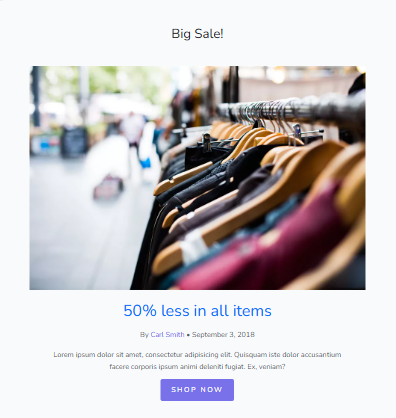 Big Sale!
50% less in all items
By Carl Smith • September 3, 2018
Lorem ipsum dolor sit amet, consectetur adipisicing elit. Quisquam iste dolor accusantium
facere corporis ipsum animi deleniti fugiat. Ex, veniam?
SHOP NOW